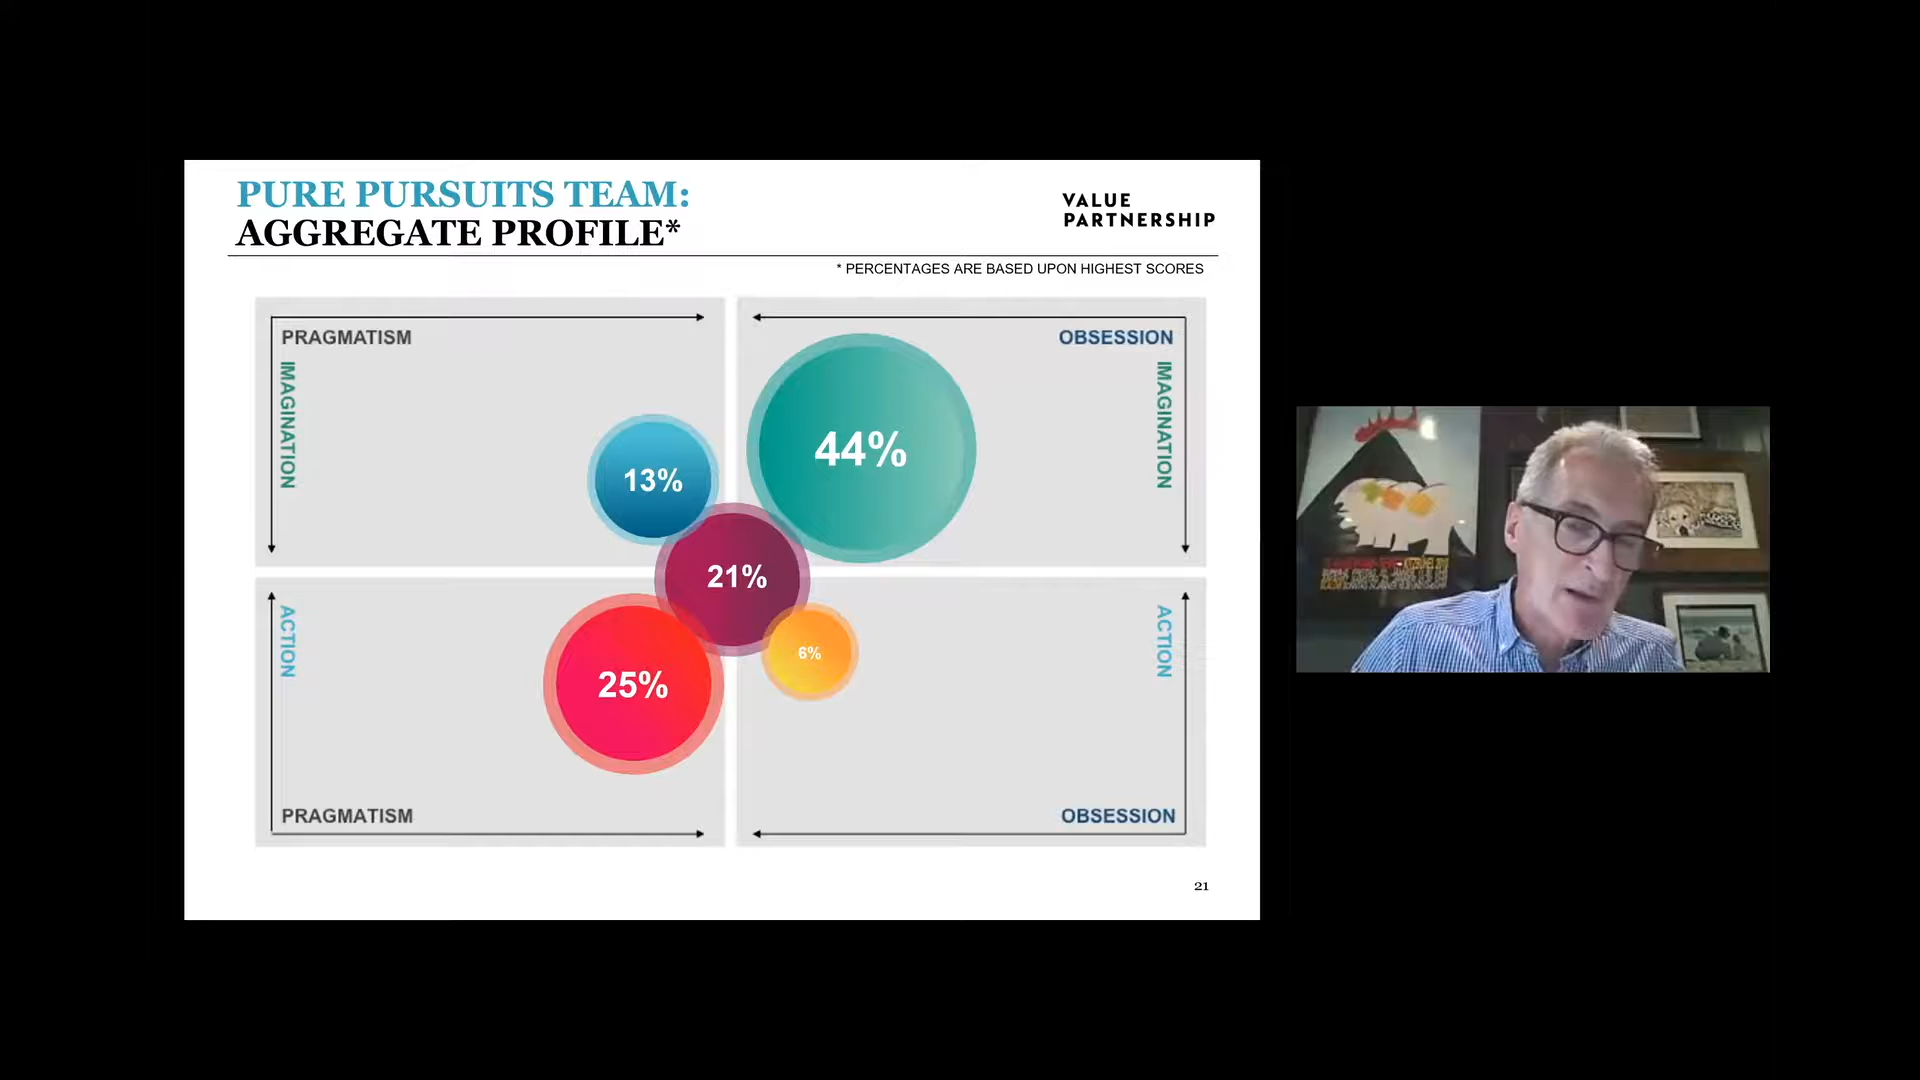 PURE PURSUITS TEAM:
AGGREGATE PROFILE*
VALUE
PARTNERSHIP
* PERCENTAGES ARE BASED UPON HIGHEST SCORES
PRAGMATISM
IMAGINATION
OBSESSION
IMAGINATION
44%
13%
21%
25%
6%
ACTION
PRAGMATISM
ACTION
OBSESSION
21